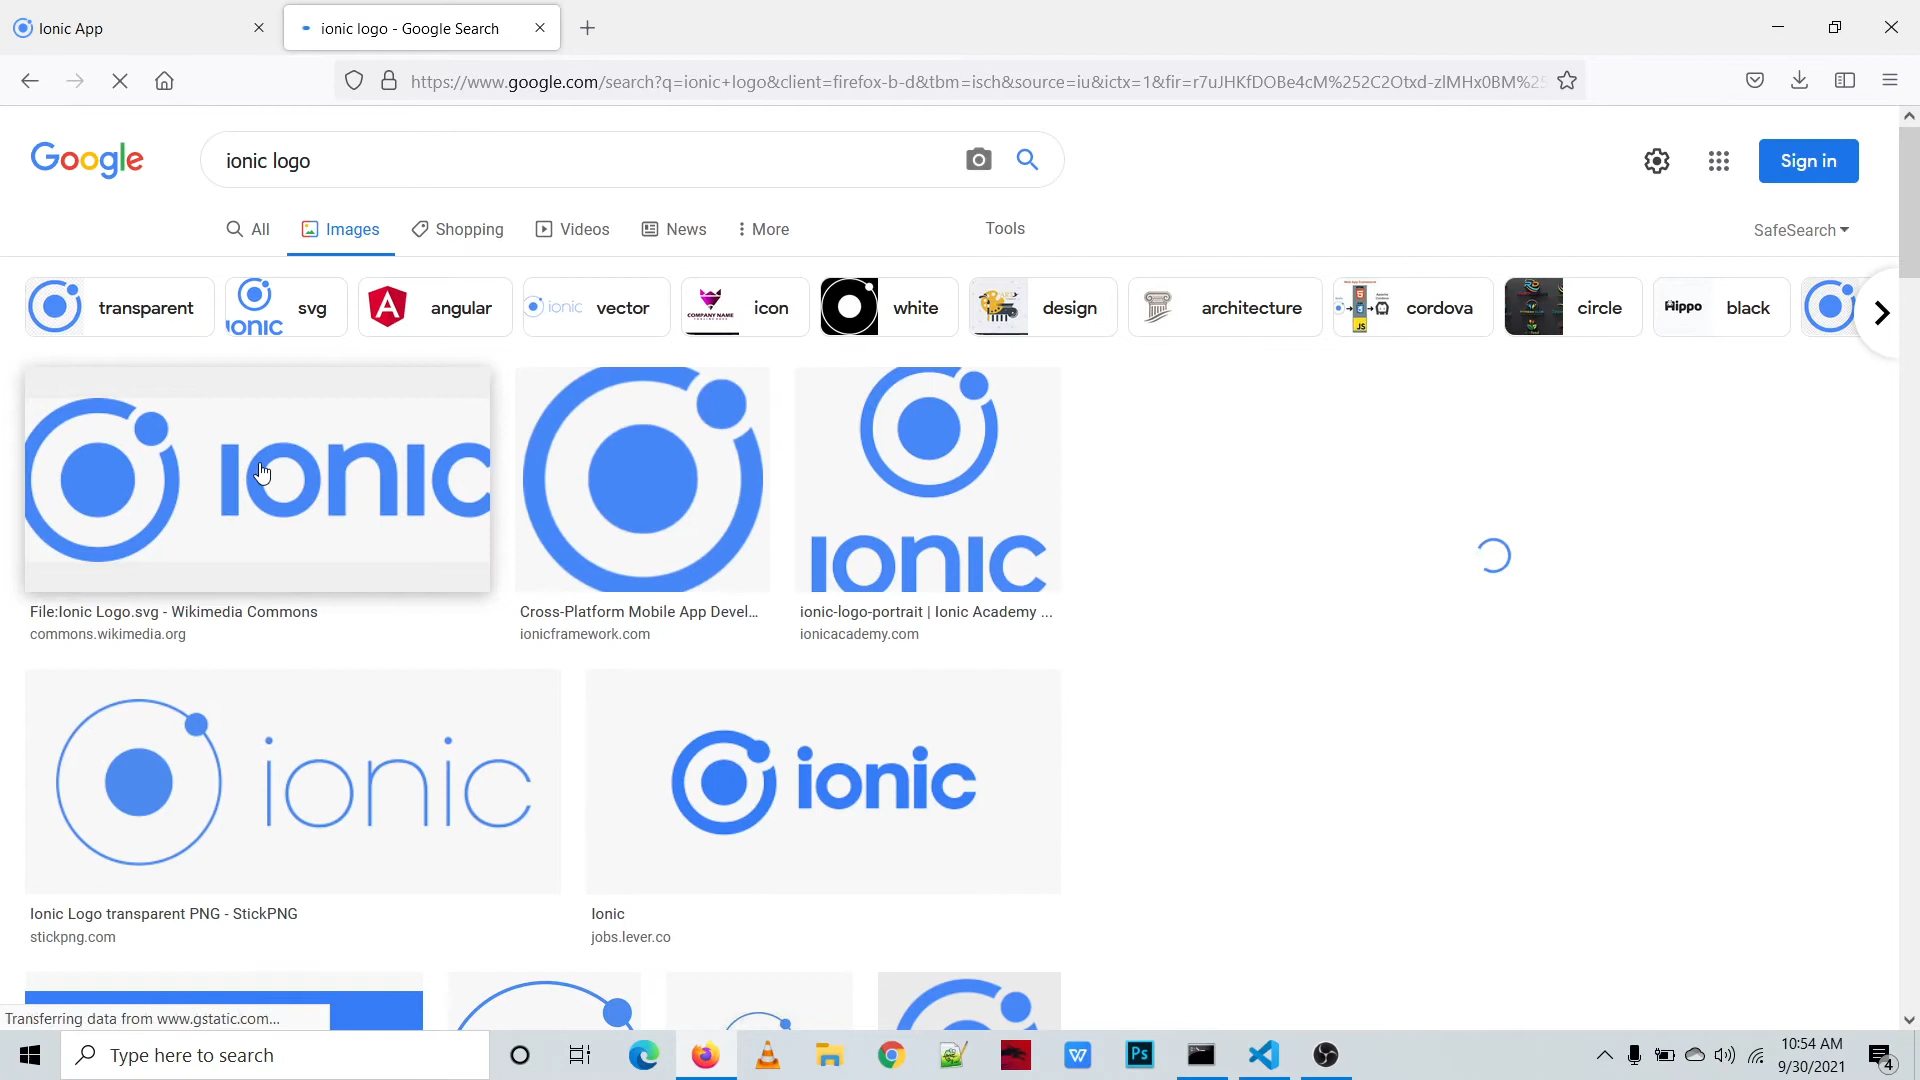 Ionic App
ionic logo - Google Search
https://www.google.com/search?q=ionic+logo&client=firefox-b-d&tbm=isch&source=iu&ictx=1&fir=r7uJHKfDOBe4cM%252C2Otxd-zlMHx0BM%25
Google
ionic logo
Sign in
All
Images
Shopping
Videos
News
More
Tools
SafeSearch
transparent
ionic
svg
angular
ionic
vector
COMPANY NAME
icon
white
design
architecture
JS
cordova
circle
Hippo
black
ionic
ionic
File:Ionic Logo.svg - Wikimedia Commons
commons.wikimedia.org
Cross-Platform Mobile App Devel...
ionicframework.com
ionic-logo-portrait | Ionic Academy ...
ionicacademy.com
ionic
ionic
Ionic Logo transparent PNG - StickPNG
stickpng.com
Ionic
jobs.lever.co
Transferring data from www.gstatic.com...
Type here to search
W
Ps
10:54 AM
9/30/2021
4